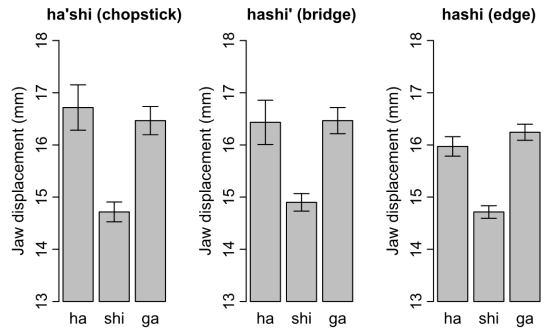 ha'shi (chopstick)
Jaw displacement (mm)
18
17
16
15
14
13
ha shi ga
hashi' (bridge)
Jaw displacement (mm)
18
17
16
15
14
13
ha shi ga
hashi (edge)
Jaw displacement (mm)
18
17
16
15
14
13
ha shi ga